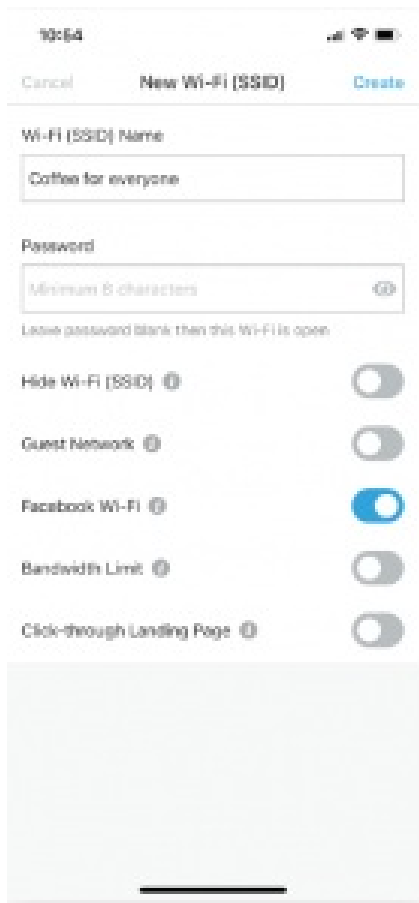 10:54
Cancel New Wi-Fi (SSID) Create
Wi-Fi (SSID) Name
Coffee for everyone
Password
Minimum 8 characters
Leave password blank then this Wi-Fi is open
Hide Wi-Fi (SSID)
Guest Network
Facebook Wi-Fi
Bandwidth Limit
Click-through Landing Page